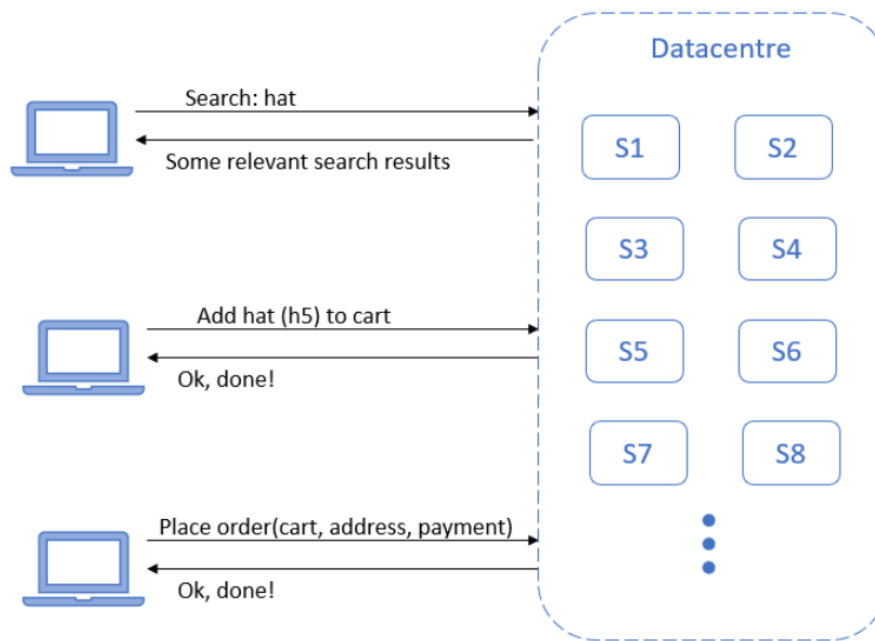 Datacentre
Search: hat
Some relevant search results
S1
S2
S3
S4
Add hat (h5) to cart
Ok, done!
S5
S6
S7
S8
Place order(cart, address, payment)
Ok, done!